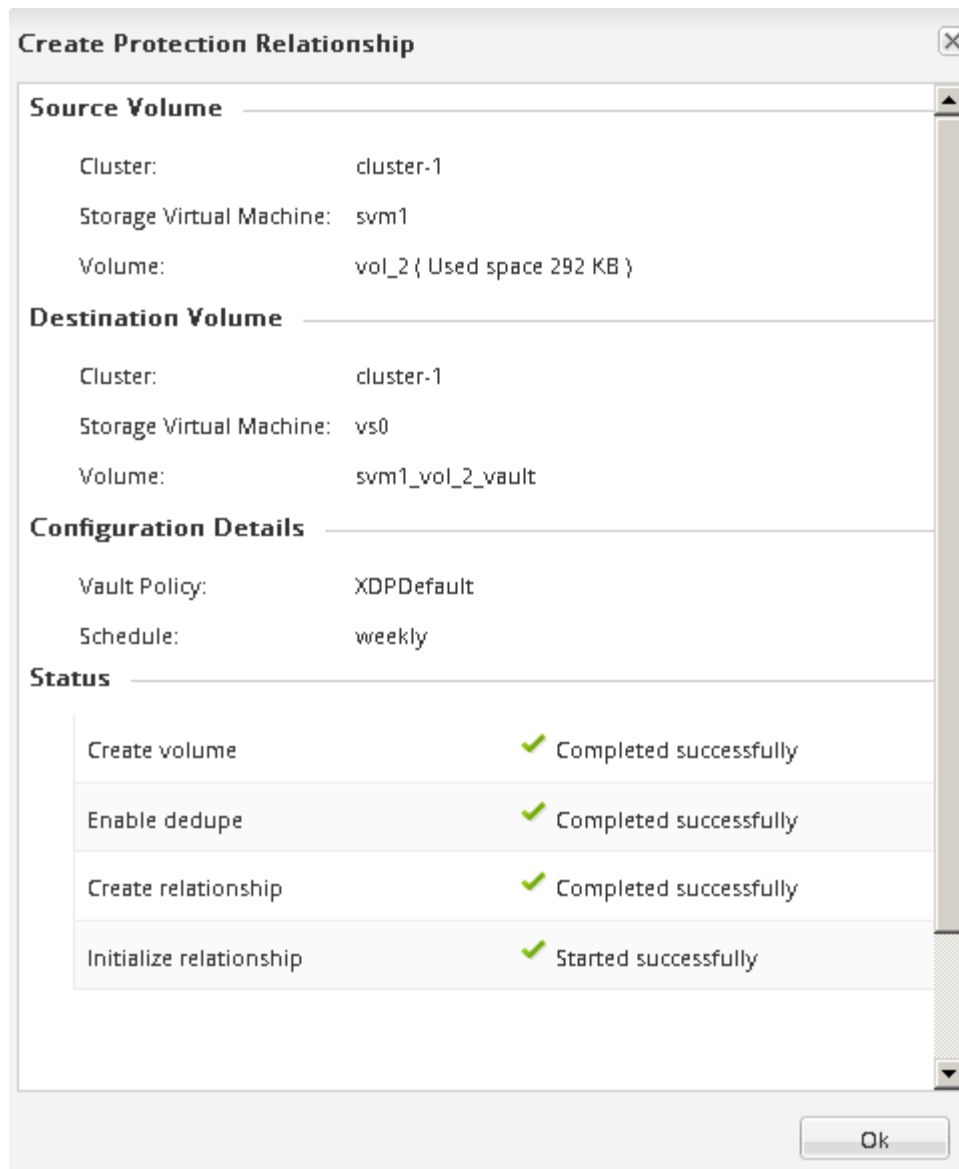 Create Protection Relationship
Source Volume
Cluster: cluster-1
Storage Virtual Machine: svm1
Volume: vol_2 ( Used space 292 KB )
Destination Volume
Cluster: cluster-1
Storage Virtual Machine: vs0
Volume: svm1_vol_2_vault
Configuration Details
Vault Policy: XDPDefault
Schedule: weekly
Status
Create volume Completed successfully
Enable dedupe Completed successfully
Create relationship Completed successfully
Initialize relationship Started successfully
Ok